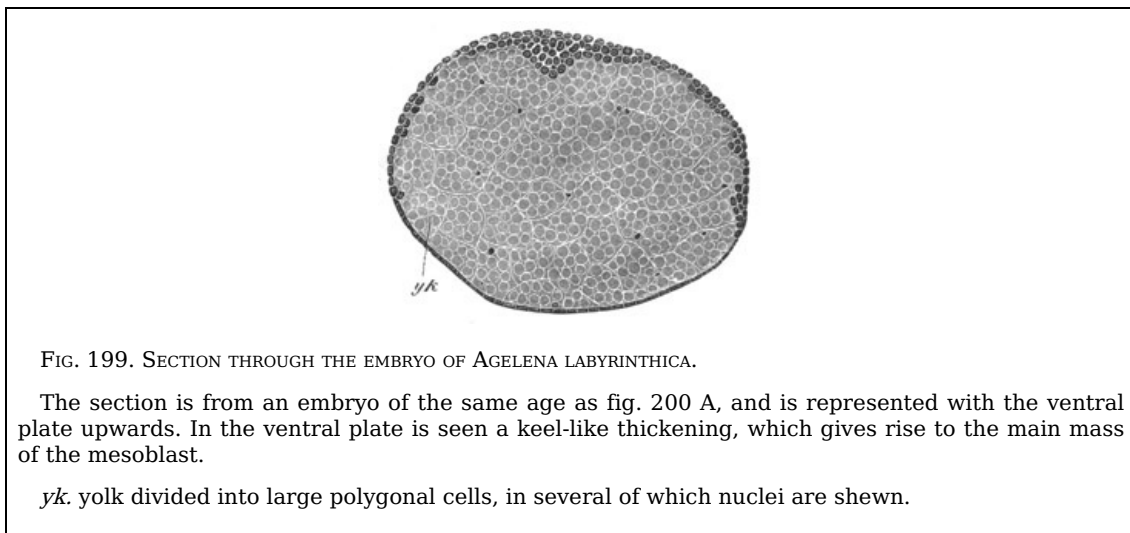 yk
FIG. 199. SECTION THROUGH THE EMBRYO OF AGELENA LABYRINTHICA.
The section is from an embryo of the same age as fig. 200 A, and is represented with the ventral
plate upwards. In the ventral plate is seen a keel-like thickening, which gives rise to the main mass
of the mesoblast.
yk. yolk divided into large polygonal cells, in several of which nuclei are shewn.